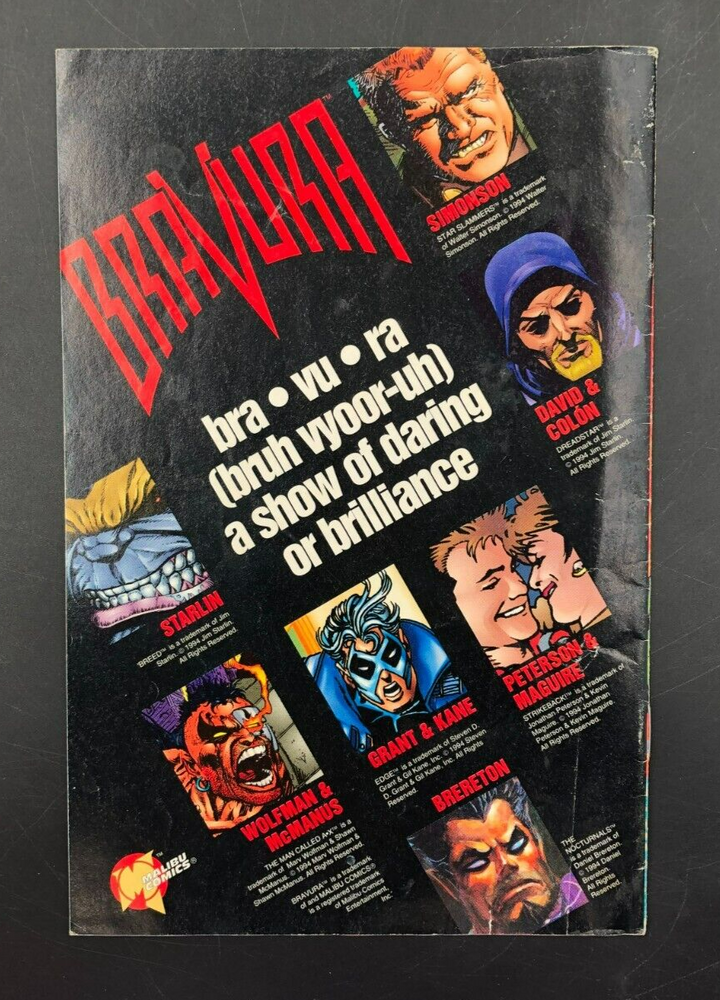 BRAVURA
bra • vu • ra
(bruh vvoor-uh)
a show of daring
or brilliance
SIMONSON
STAR SLAMMERS™ is a trademark
of Walter Simonson. © 1994 Walter
Simonson. All Rights Reserved.
DAVID &
COLÓN
DREADSTAR™ is a
trademark of Jim Starlin.
© 1994 Jim Starlin.
All Rights Reserved.
STARLIN
'BREED™ is a trademark of Jim
Starlin. © 1994 Jim Starlin.
All Rights Reserved.
PETERSON &
MAGUIRE
STRIKEBACK!™ is a trademark of
Jonathan Peterson & Kevin
Maguire. © 1994 Jonathan
Peterson & Kevin Maguire.
All Rights Reserved.
GRANT & KANE
EDGE™ is a trademark of Steven D.
Grant & Gil Kane, Inc. © 1994 Steven
D. Grant & Gil Kane, Inc. All Rights
Reserved.
WOLFMAN &
McMANUS
THE MAN CALLED A•X™ is a
trademark of Marv Wolfman & Shawn
McManus. © 1994 Marv Wolfman &
Shawn McManus. All Rights Reserved.
BRAVURA™ is a trademark
of and MALIBU COMICS®
is a registered trademark
of Malibu Comics
Entertainment,
Inc.
BRERETON
THE
NOCTURNALS™
is a trademark of
Daniel Brereton.
© 1994 Daniel
Brereton.
All Rights
Reserved.
MALIBU
COMICS®
™